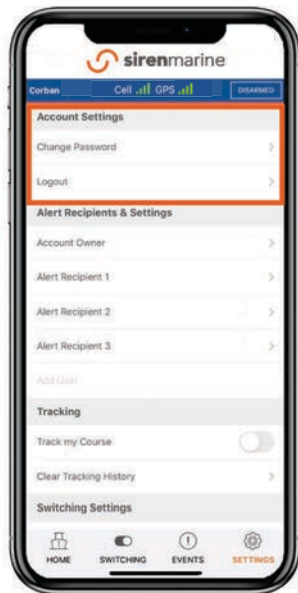 sirenmarine
Corban Cell GPS DISARMED
Account Settings
Change Password
Logout
Alert Recipients & Settings
Account Owner
Alert Recipient 1
Alert Recipient 2
Alert Recipient 3
Add User
Tracking
Track my Course
Clear Tracking History
Switching Settings
HOME SWITCHING EVENTS SETTINGS